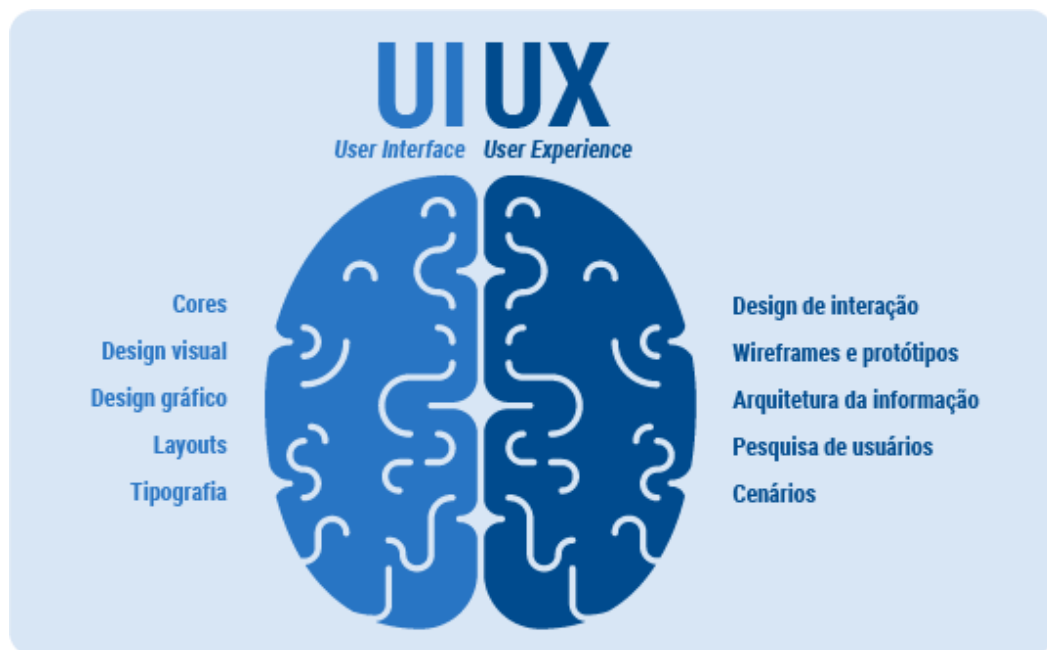 UI UX
User Interface User Experience
Cores
Design visual
Design gráfico
Layouts
Tipografia
Design de interação
Wireframes e protótipos
Arquitetura da informação
Pesquisa de usuários
Cenários